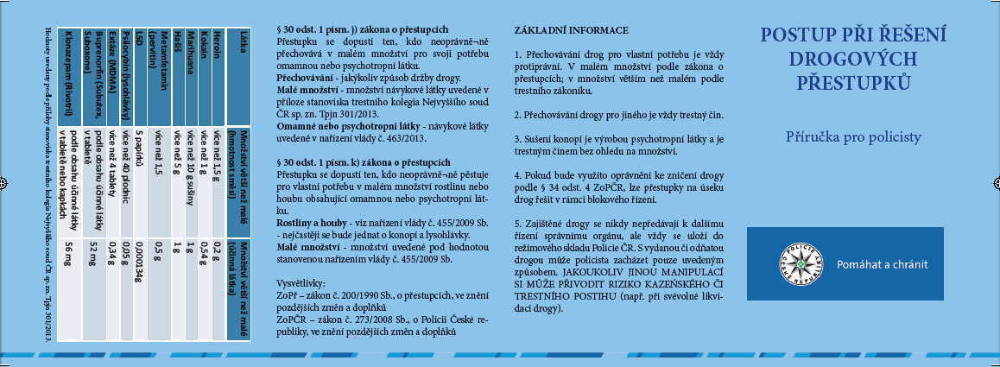 Látka Množství větší než malé (hmotnost směsi) Množství větší než malé (účinná látka)
Heroin více než 1,5 g 0,2 g
Kokain více než 1 g 0,54 g
Marihuana více než 10 g sušiny 1 g
Hašiš více než 5 g 1 g
Metamfetamin (pervitin) více než 1,5 0,5 g
LSD 5 papírků 0,000134g
Psilocybin (lysohlávky) více než 40 plodnic 0,05 g
Extáze (MDMA) více než 4 tablety 0,34 g
Buprenorfin (Subutex, Suboxone) podle obsahu účinné látky v tabletě 52 mg
Klonazepam (Rivotril) podle obsahu účinné látky v tabletě nebo kapkách 56 mg
Hodnoty uvedeny podle přílohy stanoviska trestního kolegia Nejvyššího soud ČR sp. zn. Tpjn 301/2013.
§ 30 odst. 1 písm. j) zákona o přestupcích
Přestupku se dopustí ten, kdo neoprávně¬ně
přechovává v malém množství pro svoji potřebu
omamnou nebo psychotropní látku.
Přechovávání - jakýkoliv způsob držby drogy.
Malé množství - množství návykové látky uvedené v
příloze stanoviska trestního kolegia Nejvyššího soud
ČR sp. zn. Tpjn 301/2013.
Omamné nebo psychotropní látky - návykové látky
uvedené v nařízení vlády č. 463/2013.
§ 30 odst. 1 písm. k) zákona o přestupcích
Přestupku se dopustí ten, kdo neoprávně¬ně pěstuje
pro vlastní potřebu v malém množství rostlinu nebo
houbu obsahující omamnou nebo psychotropní lát-
ku.
Rostliny a houby - viz nařízení vlády č. 455/2009 Sb.
- nejčastěji se bude jednat o konopí a lysohlávky.
Malé množství - množství uvedené pod hodnotou
stanovenou nařízením vlády č. 455/2009 Sb.
Vysvětlivky:
ZoPř – zákon č. 200/1990 Sb., o přestupcích, ve znění
pozdějších změn a doplňků
ZoPČR – zákon č. 273/2008 Sb., o Policii České re-
publiky, ve znění pozdějších změn a doplňků
ZÁKLADNÍ INFORMACE
1. Přechovávání drog pro vlastní potřebu je vždy
protiprávní. V malém množství podle zákona o
přestupcích; v množství větším než malém podle
trestního zákoníku.
2. Přechovávání drogy pro jiného je vždy trestný čin.
3. Sušení konopí je výrobou psychotropní látky a je
trestným činem bez ohledu na množství.
4. Pokud bude využito oprávnění ke zničení drogy
podle § 34 odst. 4 ZoPČR, lze přestupky na úseku
drog řešit v rámci blokového řízení.
5. Zajištěné drogy se nikdy nepředávají k dalšímu
řízení správnímu orgánu, ale vždy se uloží do
režimového skladu Policie ČR. S vydanou či odňatou
drogou může policista zacházet pouze uvedeným
způsobem. JAKOUKOLIV JINOU MANIPULACÍ
SI MŮŽE PŘIVODIT RIZIKO KAZEŇSKÉHO ČI
TRESTNÍHO POSTIHU (např. při svévolné likvi-
daci drogy).
POSTUP PŘI ŘEŠENÍ
DROGOVÝCH
PŘESTUPKŮ
Příručka pro policisty
POLICIE ČESKÉ REPUBLIKY
Pomáhat a chránit